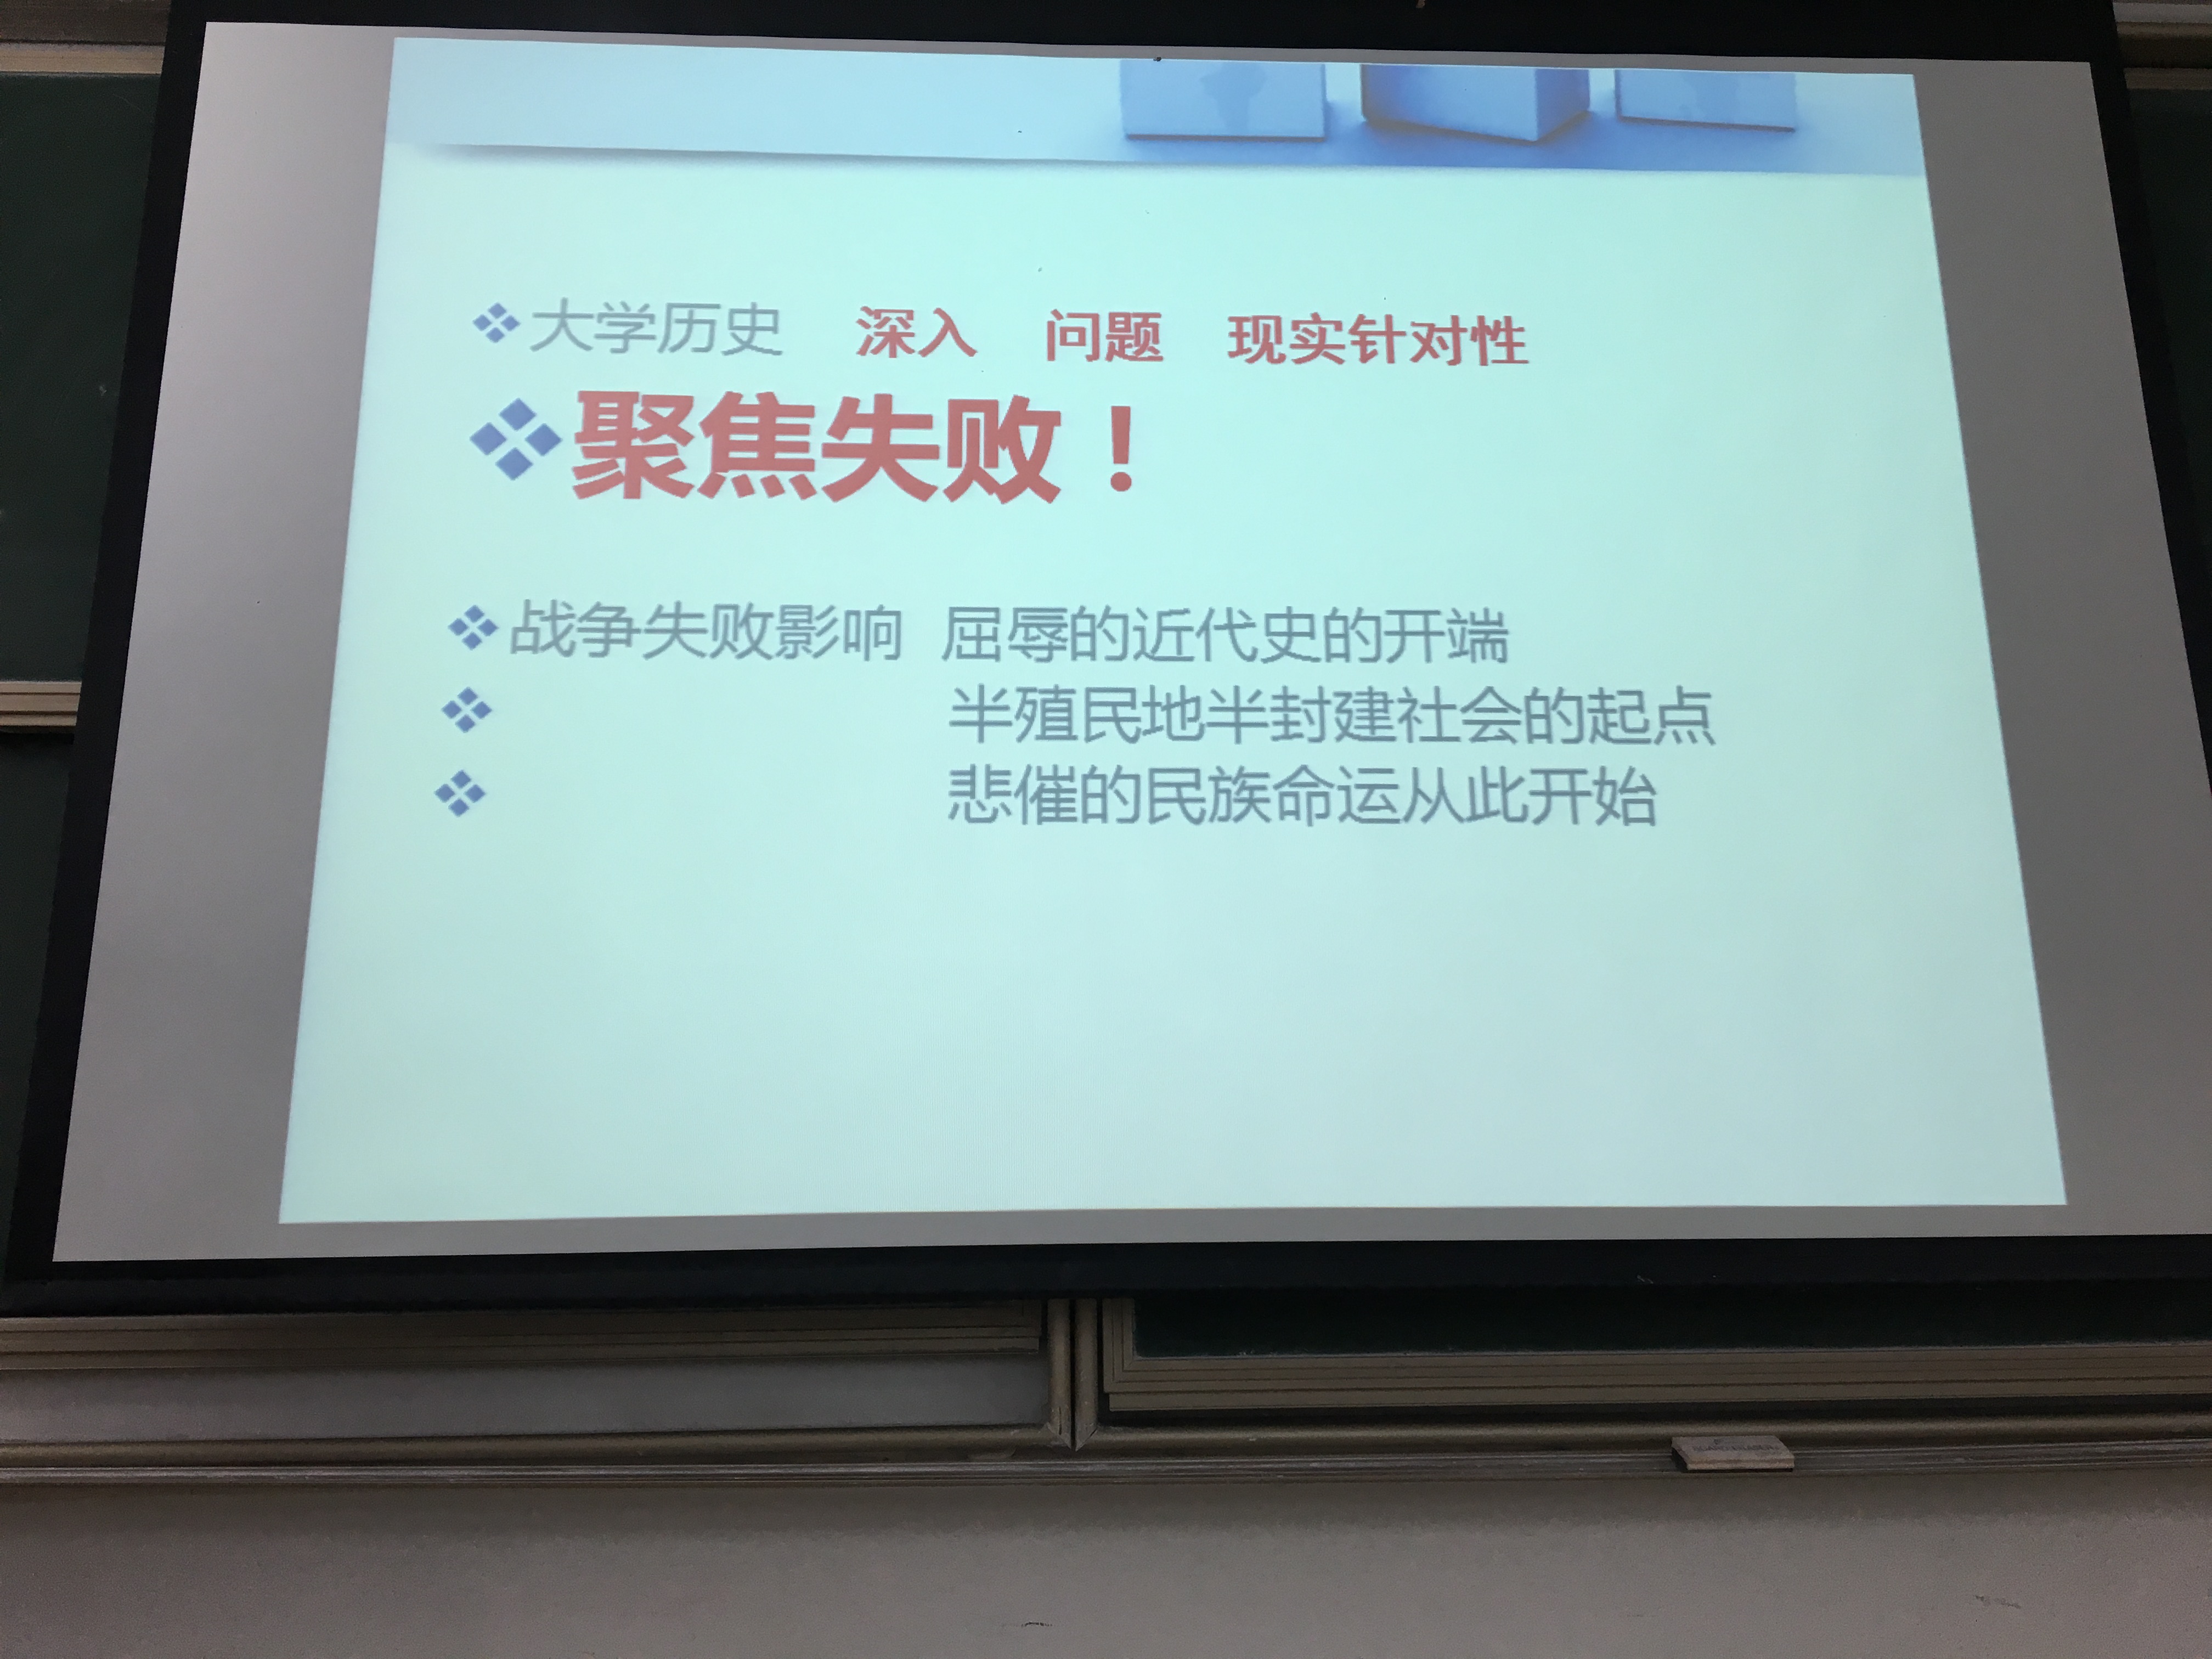 大学历史 深入 问题 现实针对性
聚焦失败！
战争失败影响 屈辱的近代史的开端
半殖民地半封建社会的起点
悲催的民族命运从此开始